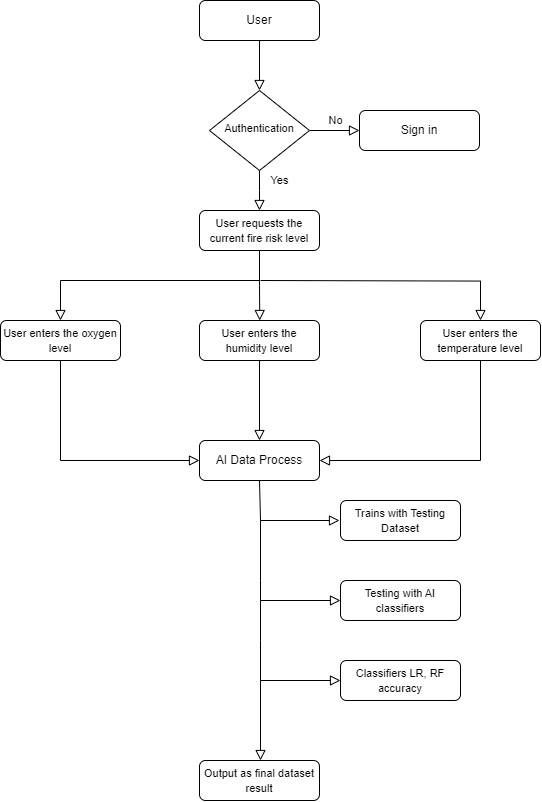 User
Authentication
No
Sign in
Yes
User requests the
current fire risk level
User enters the oxygen
level
User enters the
humidity level
User enters the
temperature level
AI Data Process
Trains with Testing
Dataset
Testing with AI
classifiers
Classifiers LR, RF
accuracy
Output as final dataset
result